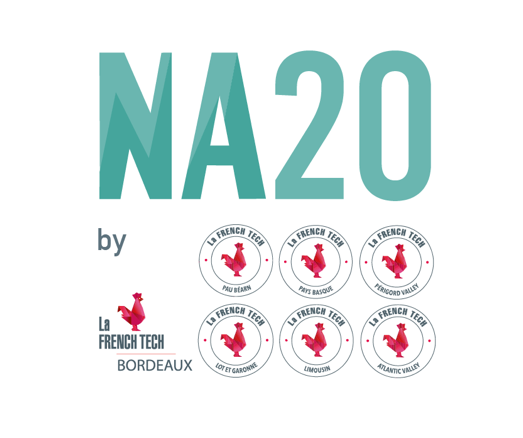 NA20
by
La FRENCH TECH
PAU BÉARN
La FRENCH TECH
PAYS BASQUE
La FRENCH TECH
PÉRIGORD VALLEY
La
FRENCH TECH
BORDEAUX
La FRENCH TECH
LOT ET GARONNE
La FRENCH TECH
LIMOUSIN
La FRENCH TECH
ATLANTIC VALLEY